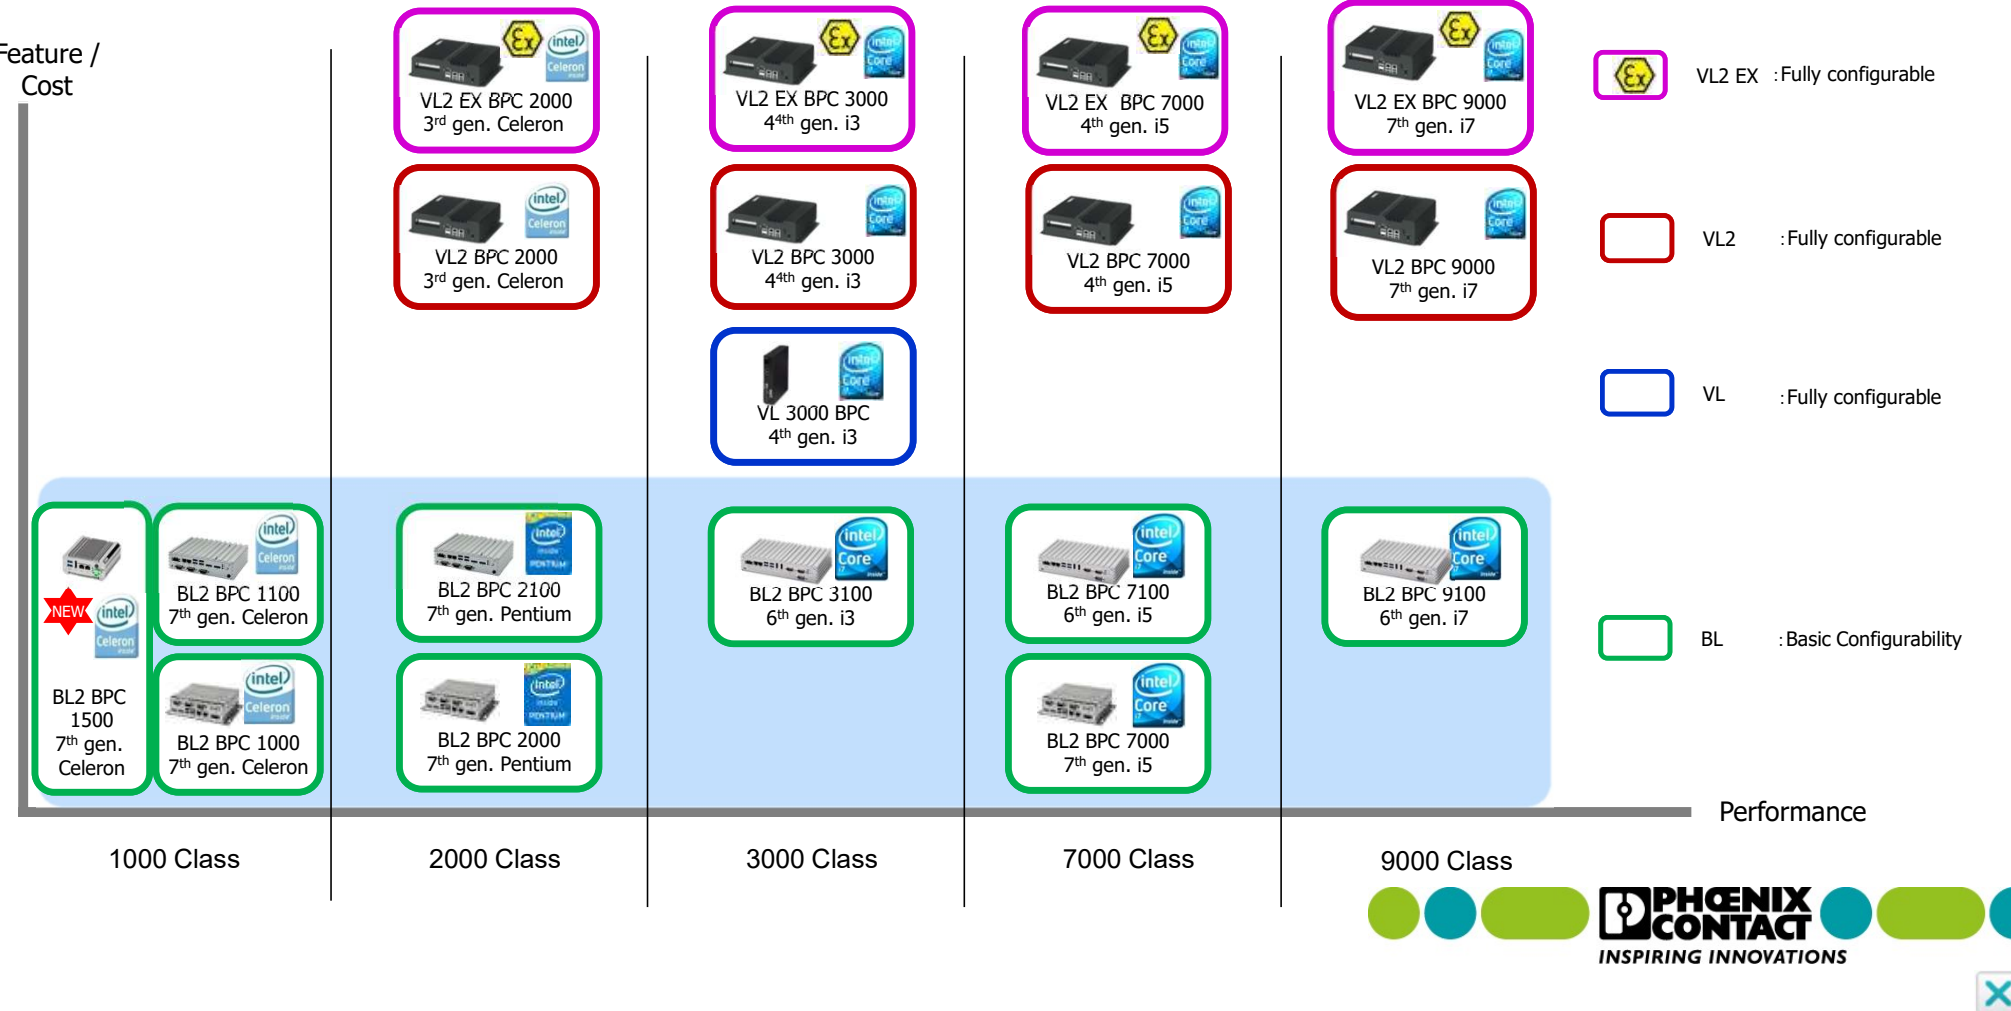 Feature /
Cost
VL2 EX BPC 2000
3rd gen. Celeron
VL2 EX BPC 3000
44th gen. i3
VL2 EX BPC 7000
4th gen. i5
VL2 EX BPC 9000
7th gen. i7
VL2 EX :Fully configurable
VL2 BPC 2000
3rd gen. Celeron
VL2 BPC 3000
44th gen. i3
VL2 BPC 7000
4th gen. i5
VL2 BPC 9000
7th gen. i7
VL2 :Fully configurable
VL 3000 BPC
4th gen. i3
VL :Fully configurable
NEW
BL2 BPC
1500
7th gen.
Celeron
BL2 BPC 1100
7th gen. Celeron
BL2 BPC 2100
7th gen. Pentium
BL2 BPC 3100
6th gen. i3
BL2 BPC 7100
6th gen. i5
BL2 BPC 9100
6th gen. i7
BL :Basic Configurability
BL2 BPC 1000
7th gen. Celeron
BL2 BPC 2000
7th gen. Pentium
BL2 BPC 7000
7th gen. i5
Performance
1000 Class
2000 Class
3000 Class
7000 Class
9000 Class
PHŒNIX
CONTACT
INSPIRING INNOVATIONS